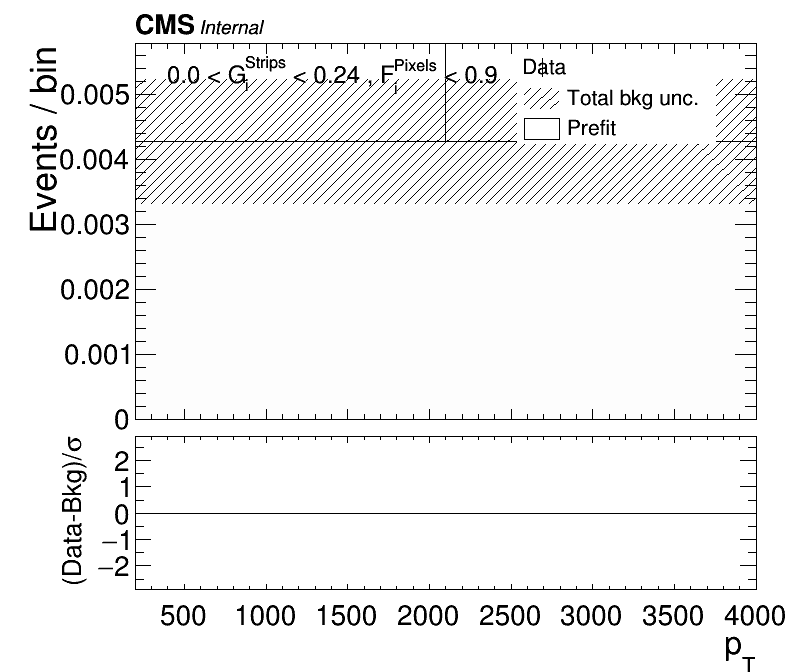 CMS Internal
0.0 < G_i^Strips < 0.24 , F_i^Pixels < 0.9
Data
Total bkg unc.
Prefit
Events / bin
0.005
0.004
0.003
0.002
0.001
0
(Data-Bkg)/σ
2
1
0
−1
−2
500 1000 1500 2000 2500 3000 3500 4000
p_T